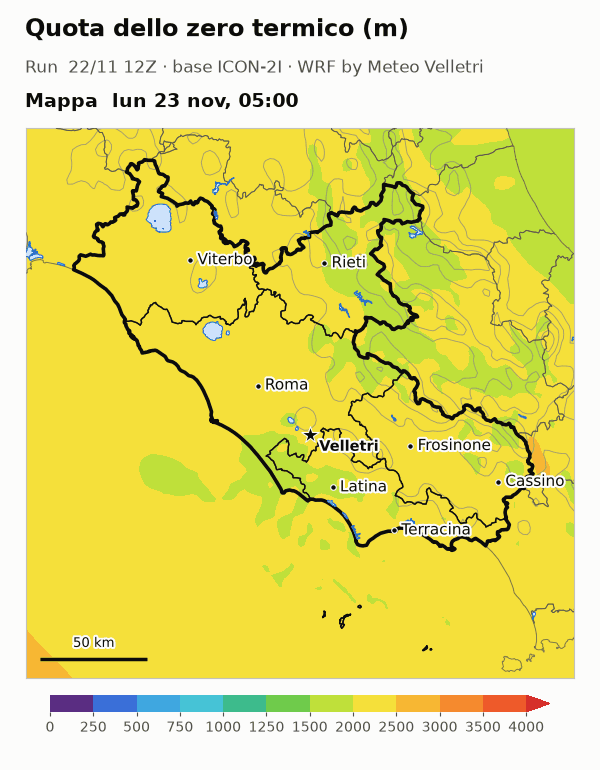 Quota dello zero termico (m)
Run  22/11 12Z · base ICON-2I · WRF by Meteo Velletri
Mappa  lun 23 nov, 05:00
Viterbo
Rieti
Roma
Velletri
Frosinone
Cassino
Latina
Terracina
50 km
0 250 500 750 1000 1250 1500 2000 2500 3000 3500 4000